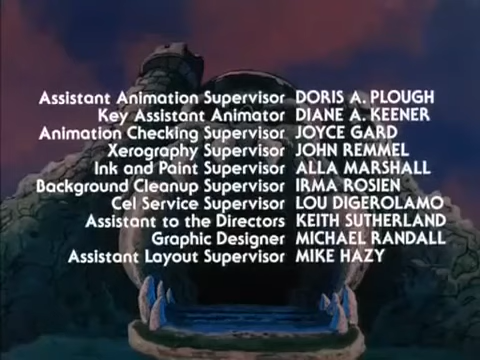 Assistant Animation Supervisor DORIS A. PLOUGH
Key Assistant Animator DIANE A. KEENER
Animation Checking Supervisor JOYCE GARD
Xerography Supervisor JOHN REMMEL
Ink and Paint Supervisor ALLA MARSHALL
Background Cleanup Supervisor IRMA ROSIEN
Cel Service Supervisor LOU DIGEROLAMO
Assistant to the Directors KEITH SUTHERLAND
Graphic Designer MICHAEL RANDALL
Assistant Layout Supervisor MIKE HAZY